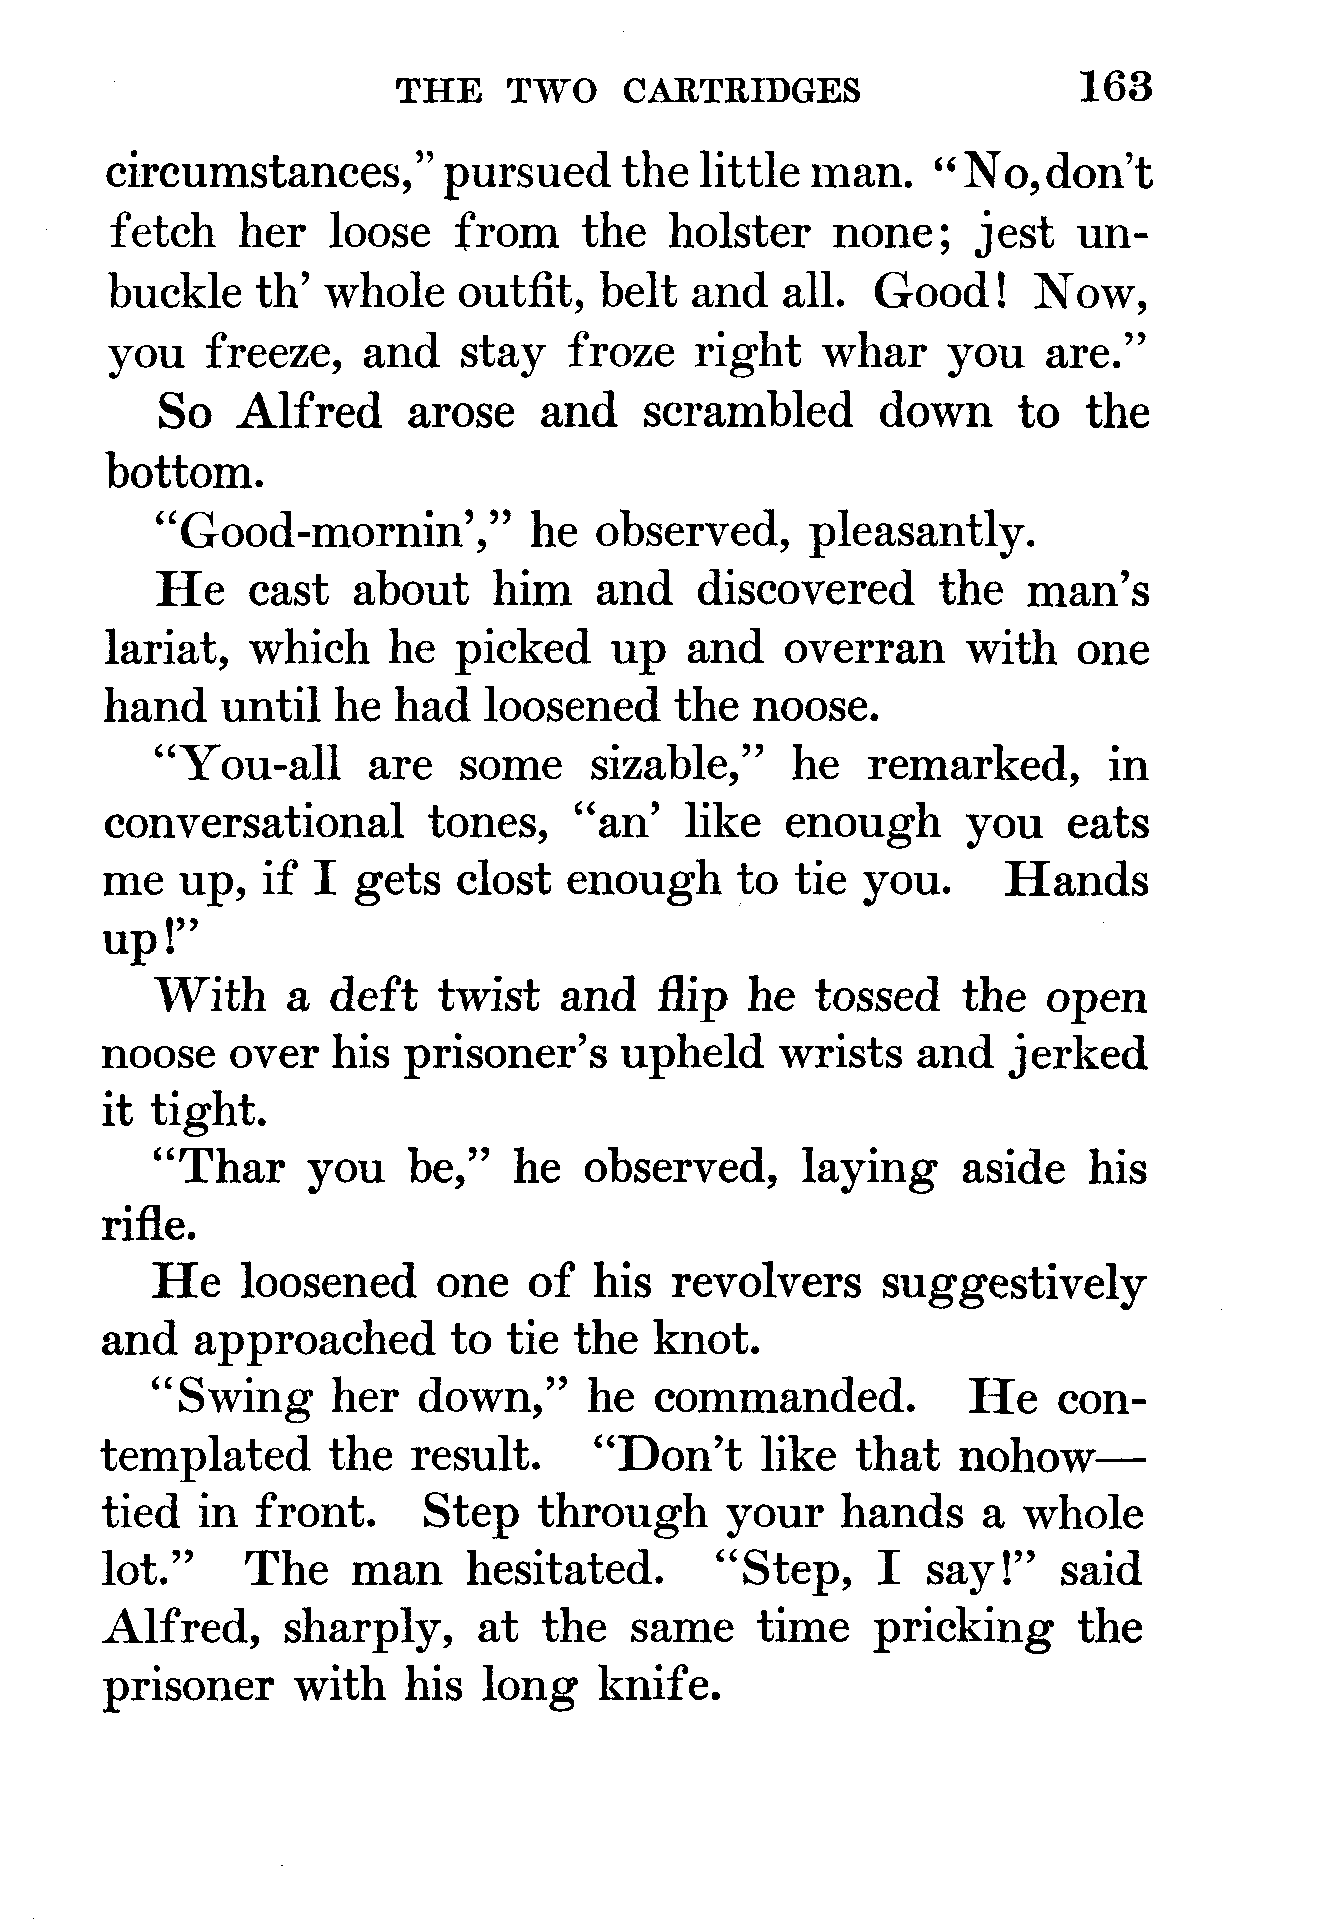 THE TWO CARTRIDGES 163
circumstances," pursued the little man. "No, don't
fetch her loose from the holster none; jest un-
buckle th' whole outfit, belt and all. Good! Now,
you freeze, and stay froze right whar you are."
So Alfred arose and scrambled down to the
bottom.
"Good-mornin'," he observed, pleasantly.
He cast about him and discovered the man's
lariat, which he picked up and overran with one
hand until he had loosened the noose.
"You-all are some sizable," he remarked, in
conversational tones, "an' like enough you eats
me up, if I gets clost enough to tie you. Hands
up!"
With a deft twist and flip he tossed the open
noose over his prisoner's upheld wrists and jerked
it tight.
"Thar you be," he observed, laying aside his
rifle.
He loosened one of his revolvers suggestively
and approached to tie the knot.
"Swing her down," he commanded. He con-
templated the result. "Don't like that nohow—
tied in front. Step through your hands a whole
lot." The man hesitated. "Step, I say!" said
Alfred, sharply, at the same time pricking the
prisoner with his long knife.